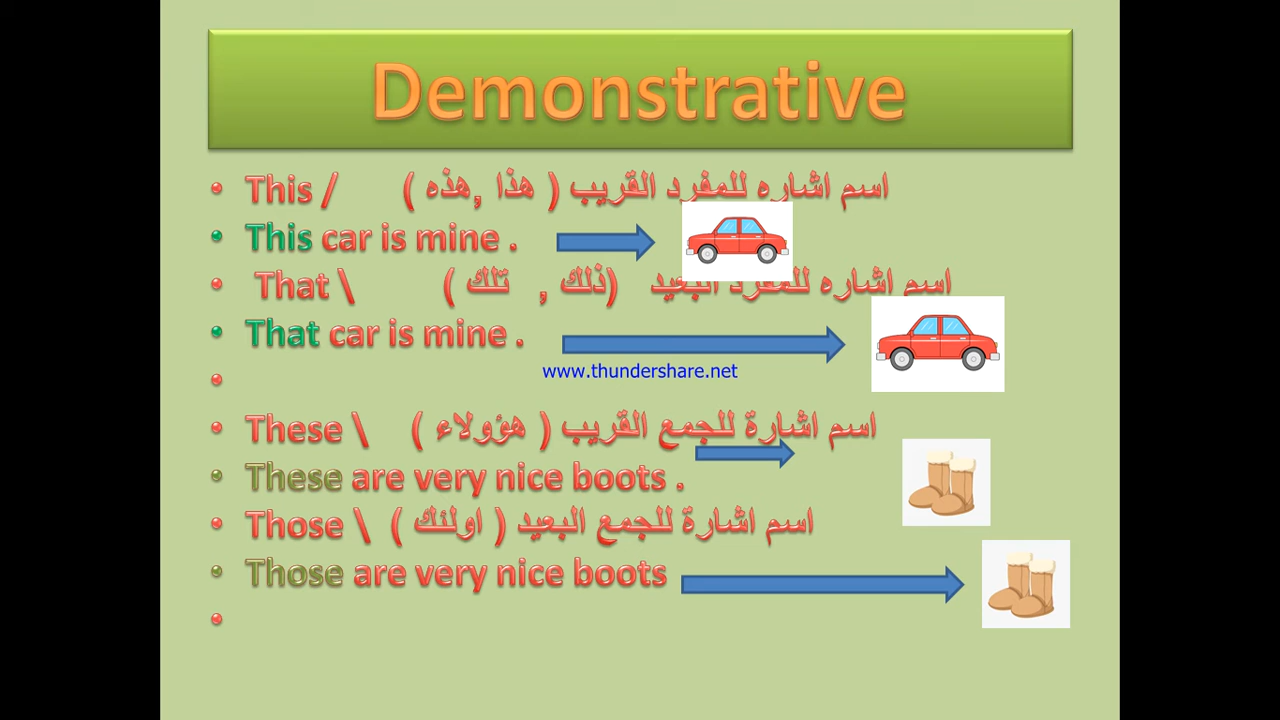 Demonstrative
This / اسم اشاره للمفرد القريب ( هذا ,هذه )
This car is mine .
That \ اسم اشاره للمفرد البعيد (ذلك , تلك )
That car is mine .
www.thundershare.net
These \ اسم اشارة للجمع القريب ( هؤولاء )
These are very nice boots .
Those \ اسم اشارة للجمع البعيد ( اولئك )
Those are very nice boots